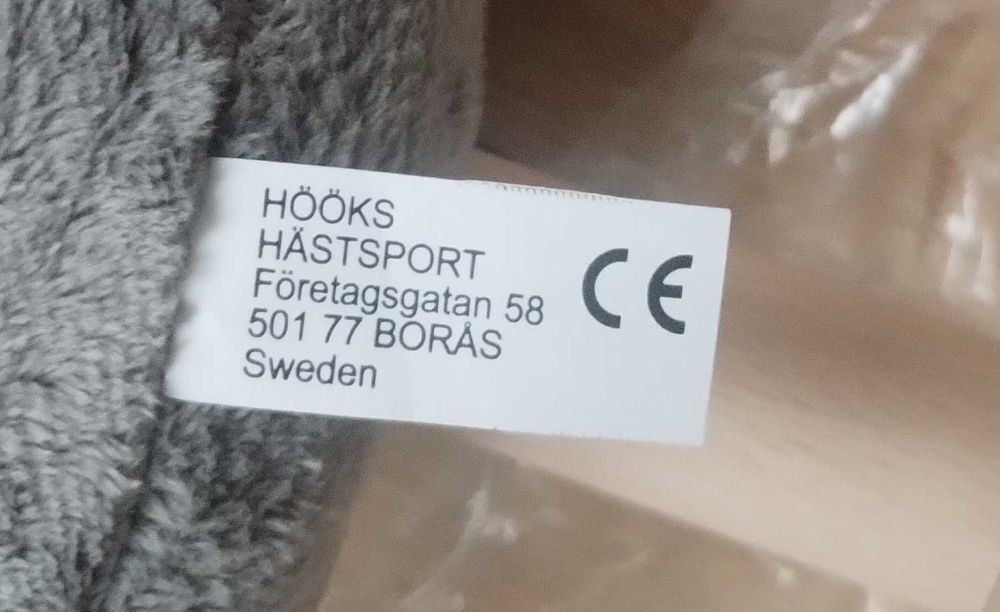 HÖÖKS
HÄSTSPORT
Företagsgatan 58
501 77 BORÅS
Sweden
CE